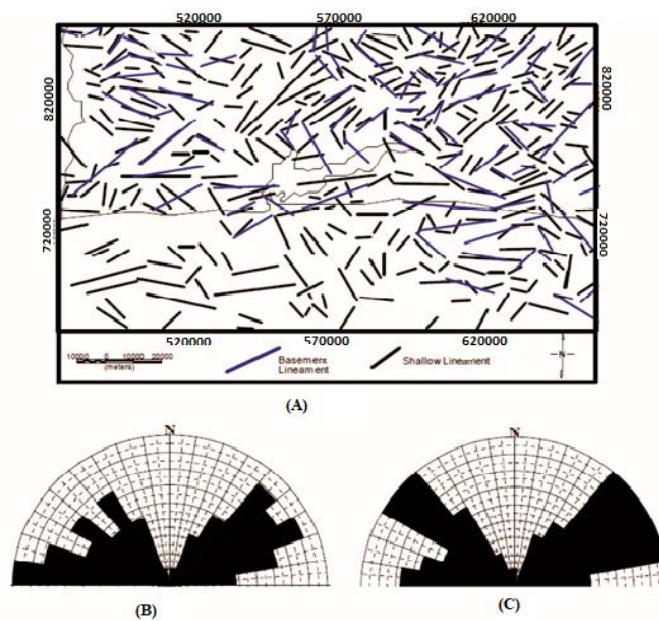 520000 570000 620000
820000 820000
720000 720000
520000 570000 620000
10000 0 10000 20000
(meters)
Basement Lineament
Shallow Lineament
-N-
(A)
N N
(B) (C)